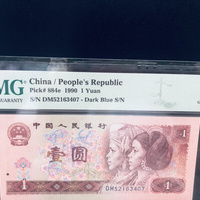 MG
GUARANTY
China / People's Republic
Pick# 884e 1990 1 Yuan
S/N DM52163407 - Dark Blue S/N
中国人民银行
1
壹圆
1
DM52163407